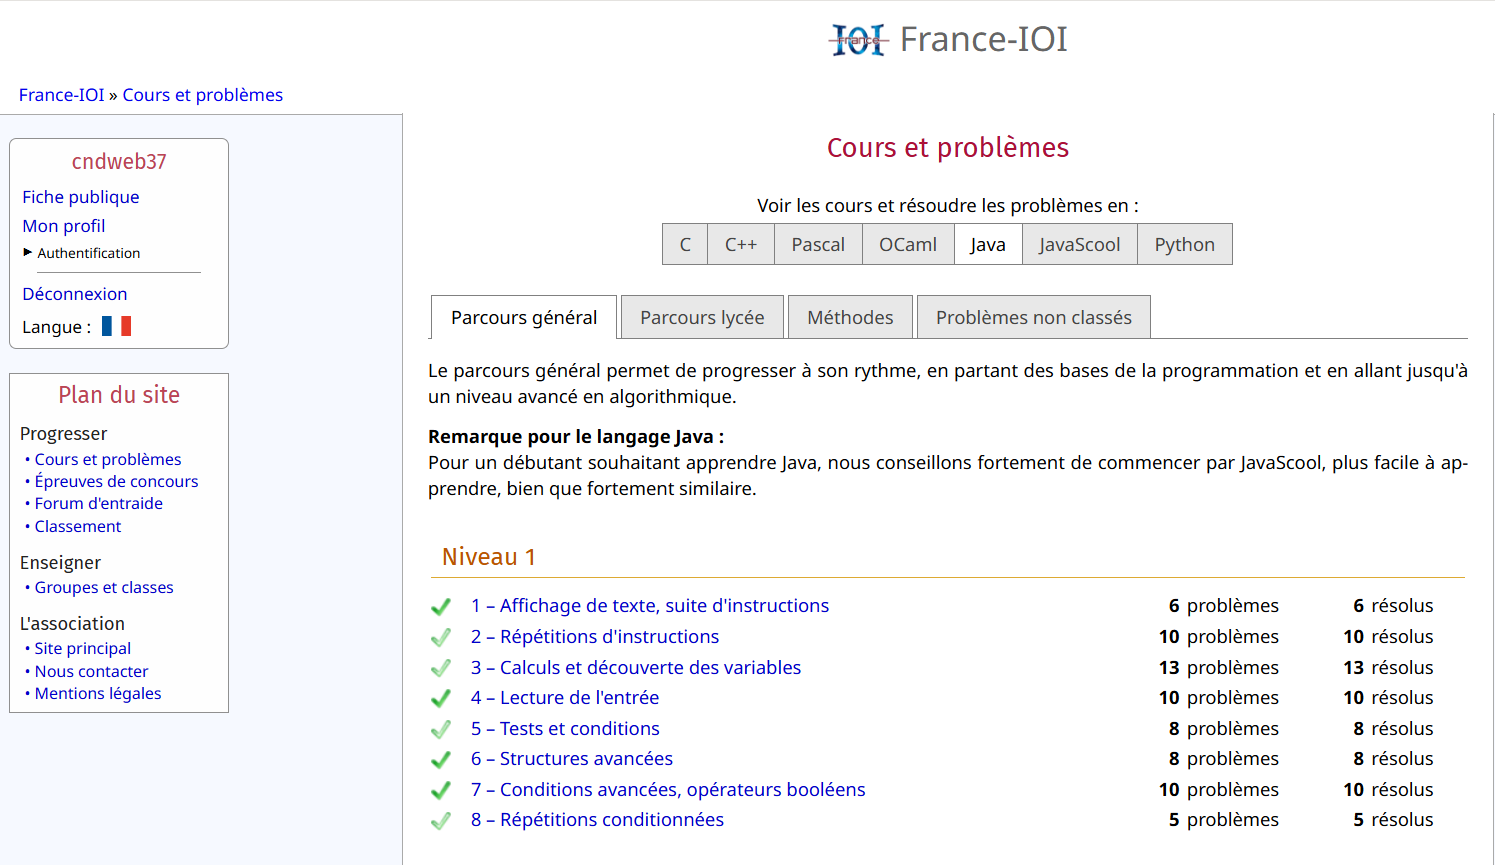 France France-IOI
France-IOI » Cours et problèmes
cndweb37
Fiche publique
Mon profil
Authentification
Déconnexion
Langue :
Plan du site
Progresser
• Cours et problèmes
• Épreuves de concours
• Forum d'entraide
• Classement
Enseigner
• Groupes et classes
L'association
• Site principal
• Nous contacter
• Mentions légales
Cours et problèmes
Voir les cours et résoudre les problèmes en :
C C++ Pascal OCaml Java JavaScool Python
Parcours général Parcours lycée Méthodes Problèmes non classés
Le parcours général permet de progresser à son rythme, en partant des bases de la programmation et en allant jusqu'à
un niveau avancé en algorithmique.
Remarque pour le langage Java :
Pour un débutant souhaitant apprendre Java, nous conseillons fortement de commencer par JavaScool, plus facile à ap-
prendre, bien que fortement similaire.
Niveau 1
1 – Affichage de texte, suite d'instructions 6 problèmes 6 résolus
2 – Répétitions d'instructions 10 problèmes 10 résolus
3 – Calculs et découverte des variables 13 problèmes 13 résolus
4 – Lecture de l'entrée 10 problèmes 10 résolus
5 – Tests et conditions 8 problèmes 8 résolus
6 – Structures avancées 8 problèmes 8 résolus
7 – Conditions avancées, opérateurs booléens 10 problèmes 10 résolus
8 – Répétitions conditionnées 5 problèmes 5 résolus